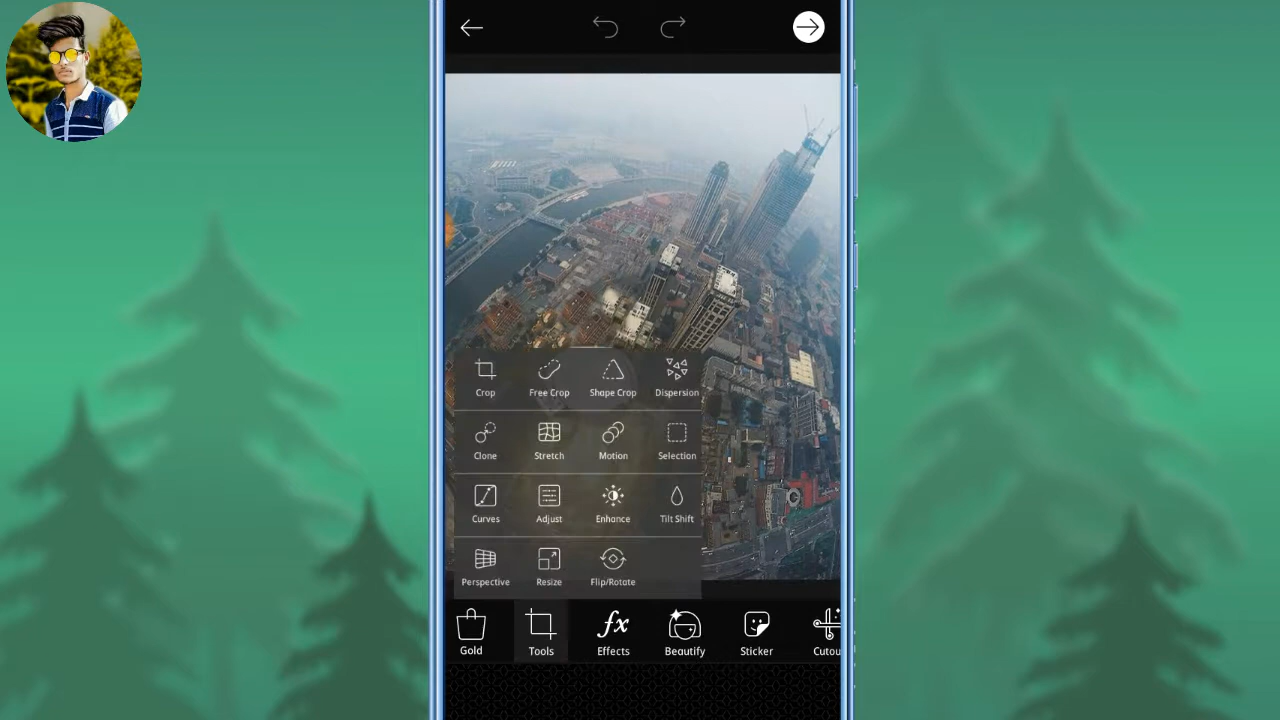 Crop Free Crop Shape Crop Dispersion
Clone Stretch Motion Selection
Curves Adjust Enhance Tilt Shift
Perspective Resize Flip/Rotate
Gold Tools fx Effects Beautify Sticker Cutou